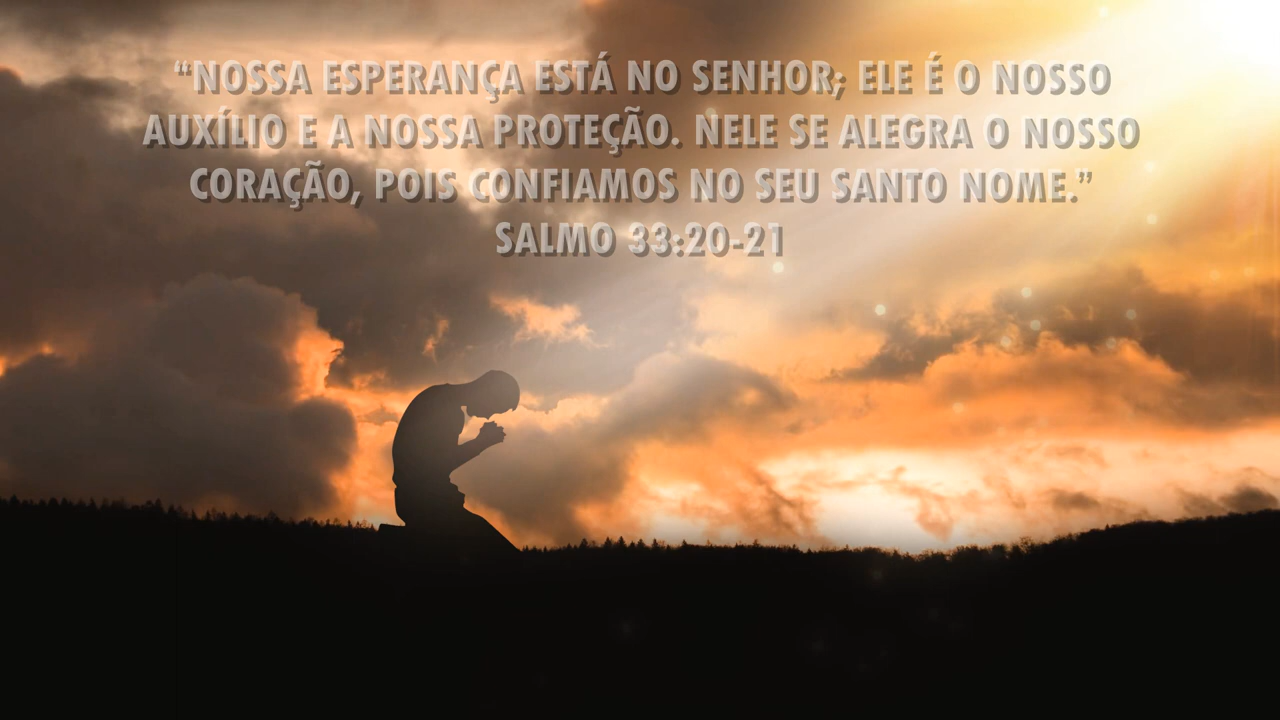 “NOSSA ESPERANÇA ESTÁ NO SENHOR; ELE É O NOSSO
AUXÍLIO E A NOSSA PROTEÇÃO. NELE SE ALEGRA O NOSSO
CORAÇÃO, POIS CONFIAMOS NO SEU SANTO NOME.”
SALMO 33:20-21